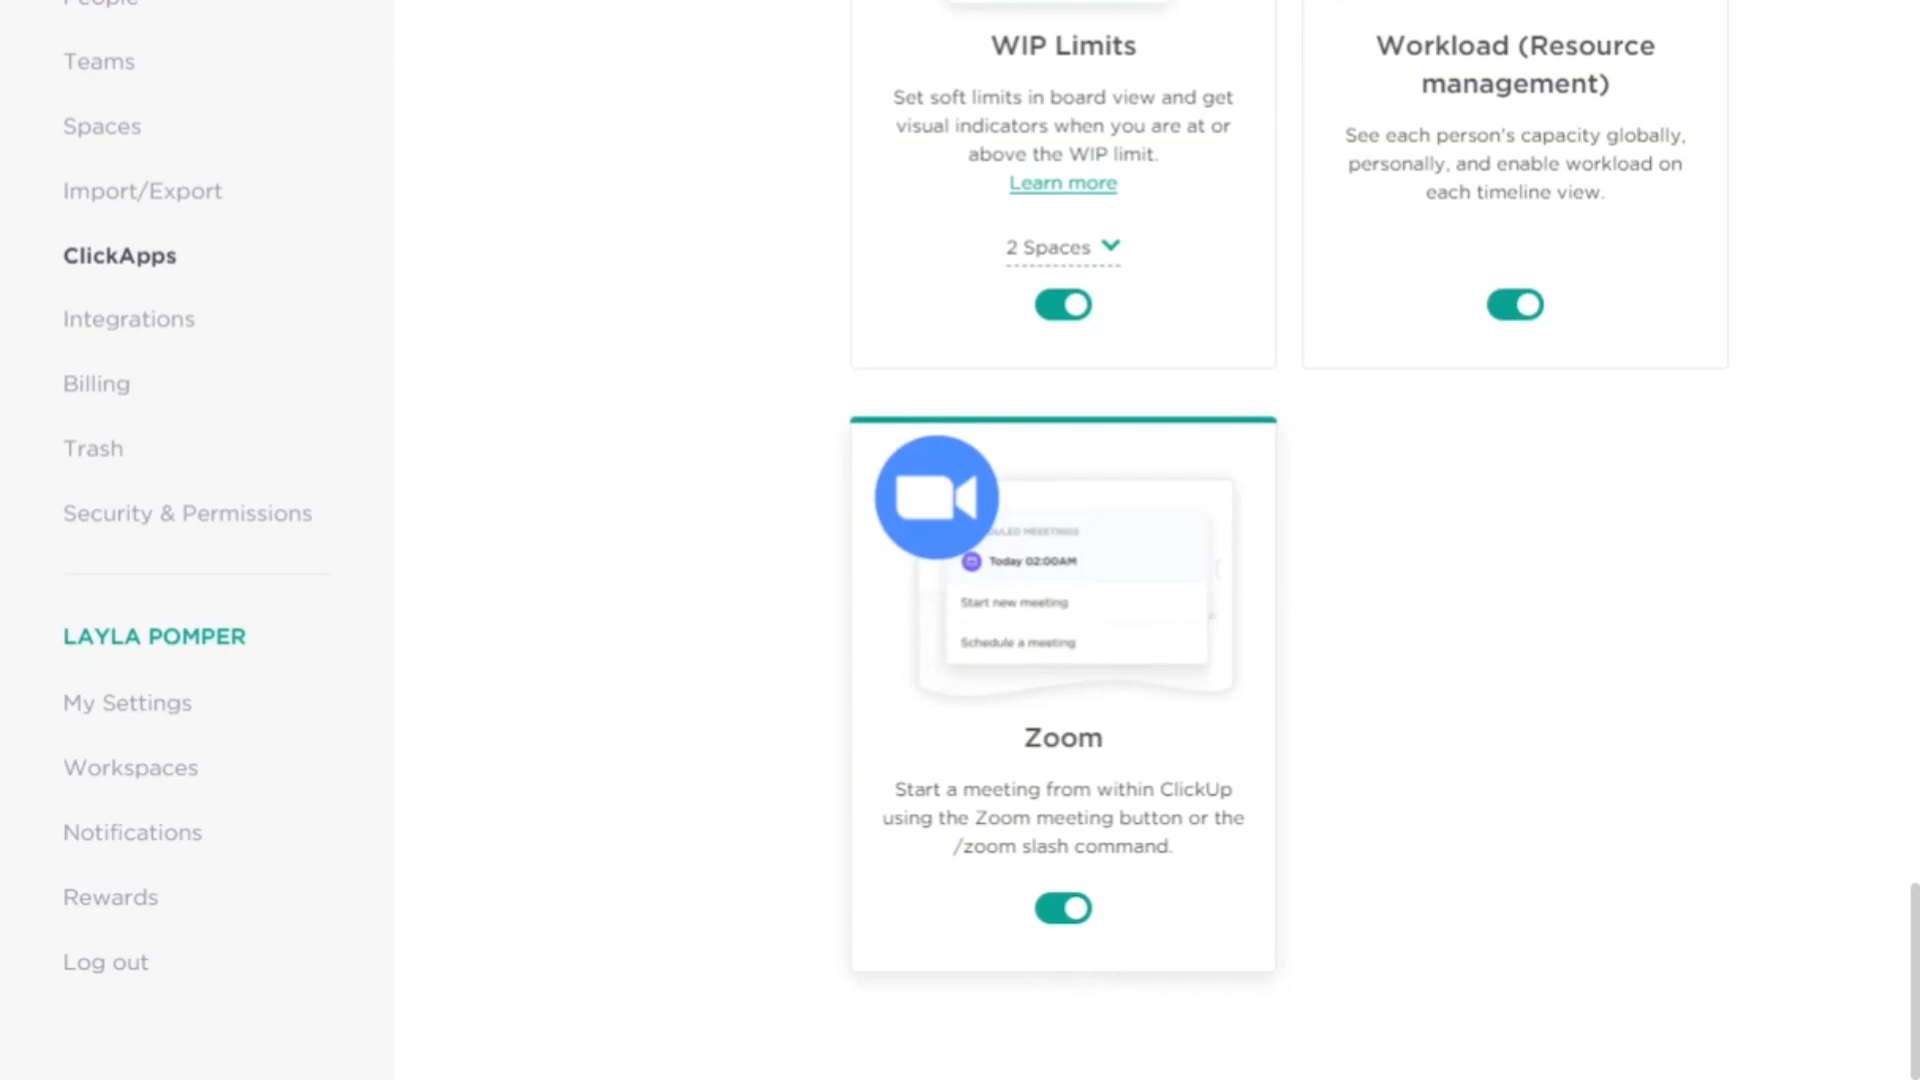 People
Teams
Spaces
Import/Export
ClickApps
Integrations
Billing
Trash
Security & Permissions
LAYLA POMPER
My Settings
Workspaces
Notifications
Rewards
Log out
WIP Limits
Set soft limits in board view and get
visual indicators when you are at or
above the WIP limit.
Learn more
2 Spaces
Workload (Resource
management)
See each person's capacity globally,
personally, and enable workload on
each timeline view.
MEETINGS
Today 02:00AM
Start new meeting
Schedule a meeting
Zoom
Start a meeting from within ClickUp
using the Zoom meeting button or the
/zoom slash command.